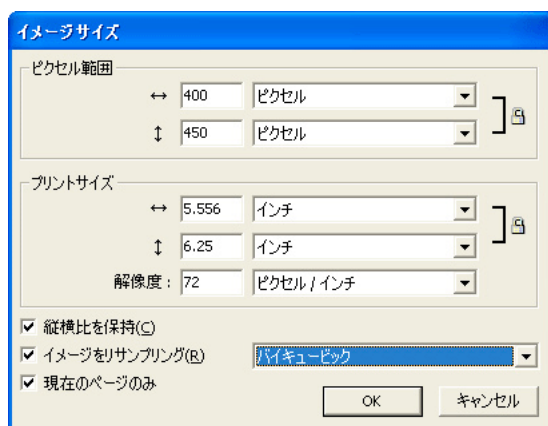 イメージサイズ
ピクセル範囲
↔ 400 ピクセル
↕ 450 ピクセル
プリントサイズ
↔ 5.556 インチ
↕ 6.25 インチ
解像度： 72 ピクセル / インチ
縦横比を保持(C)
イメージをリサンプリング(R) バイキュービック
現在のページのみ
OK キャンセル